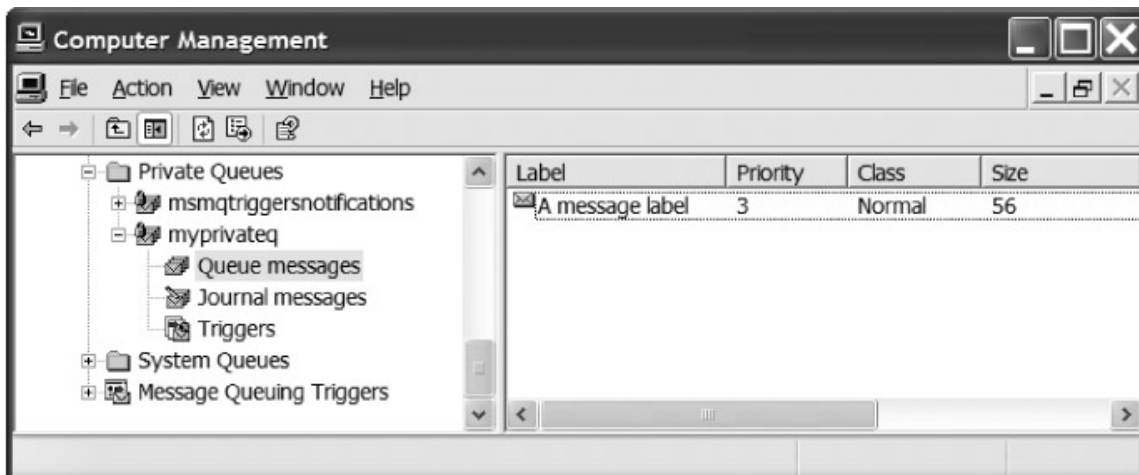 Computer Management
File Action View Window Help
Private Queues
msmqtriggersnotifications
myprivateq
Queue messages
Journal messages
Triggers
System Queues
Message Queuing Triggers
Label Priority Class Size
A message label 3 Normal 56